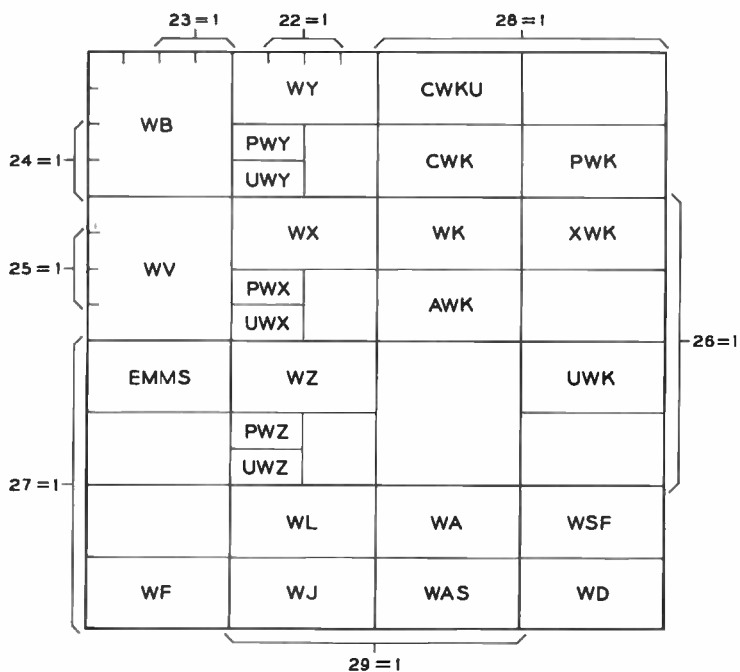 23=1 22=1 28=1
WY CWKU
WB
PWY
24=1 CWK PWK
UWY
WX WK XWK
25=1 WV
PWX
AWK
UWX
26=1
EMMS WZ UWK
PWZ
UWZ
27=1
WL WA WSF
WF WJ WAS WD
29=1